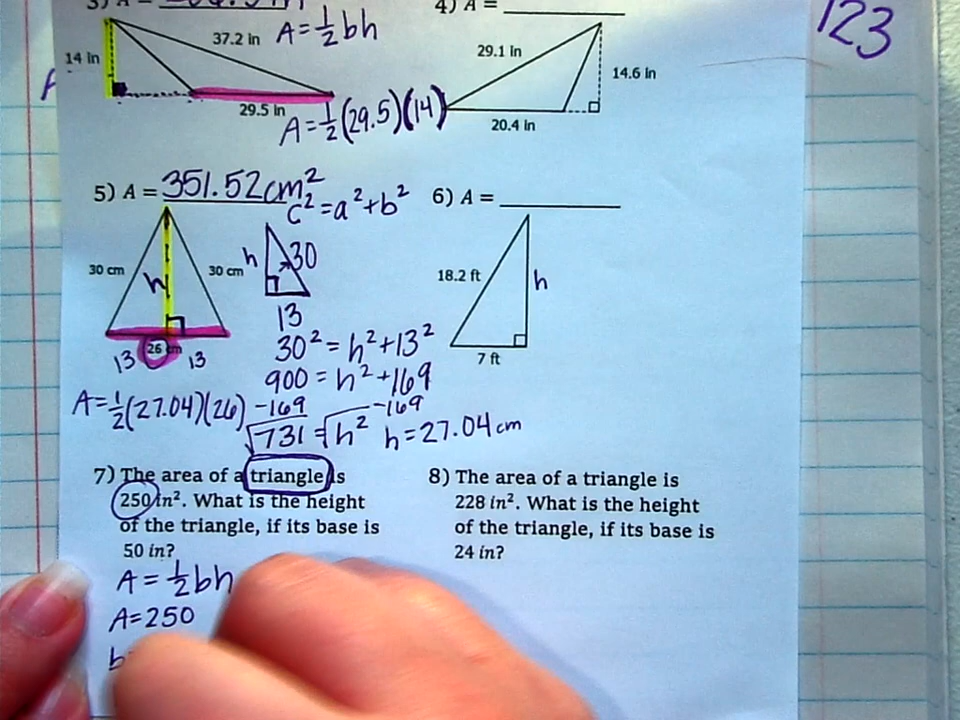 4) A =
123
37.2 in
A = ½ bh
14 in
29.1 in
14.6 in
29.5 in
A = ½ (29.5)(14)
20.4 in
5) A = 351.52 cm²
c² = a² + b²
6) A =
30 cm
h
30 cm
h
30
18.2 ft
h
13
26
13
13
7 ft
30² = h² + 13²
900 = h² + 169
A = ½ (27.04)(26)
-169
-169
√731 = √h²
h = 27.04 cm
7) The area of a triangle is
250 in². What is the height
of the triangle, if its base is
50 in?
8) The area of a triangle is
228 in². What is the height
of the triangle, if its base is
24 in?
A = ½ bh
A = 250
b